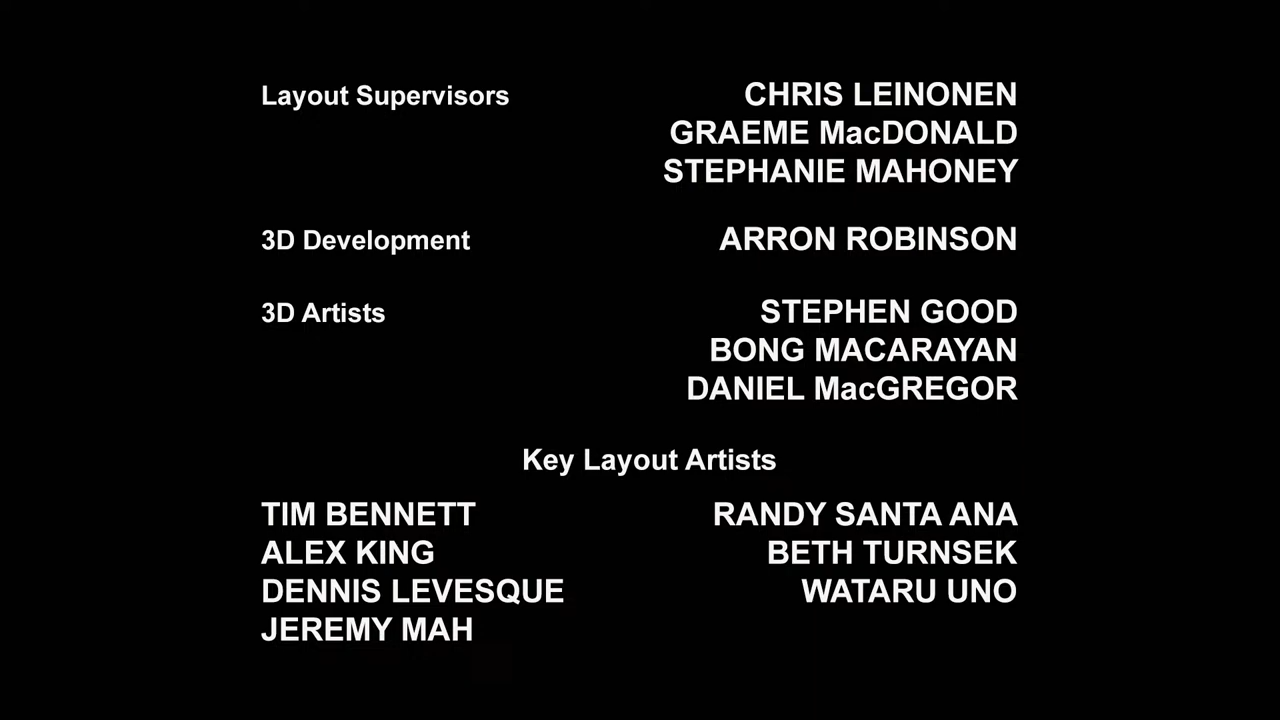 Layout Supervisors CHRIS LEINONEN
GRAEME MacDONALD
STEPHANIE MAHONEY
3D Development ARRON ROBINSON
3D Artists STEPHEN GOOD
BONG MACARAYAN
DANIEL MacGREGOR
Key Layout Artists
TIM BENNETT RANDY SANTA ANA
ALEX KING BETH TURNSEK
DENNIS LEVESQUE WATARU UNO
JEREMY MAH